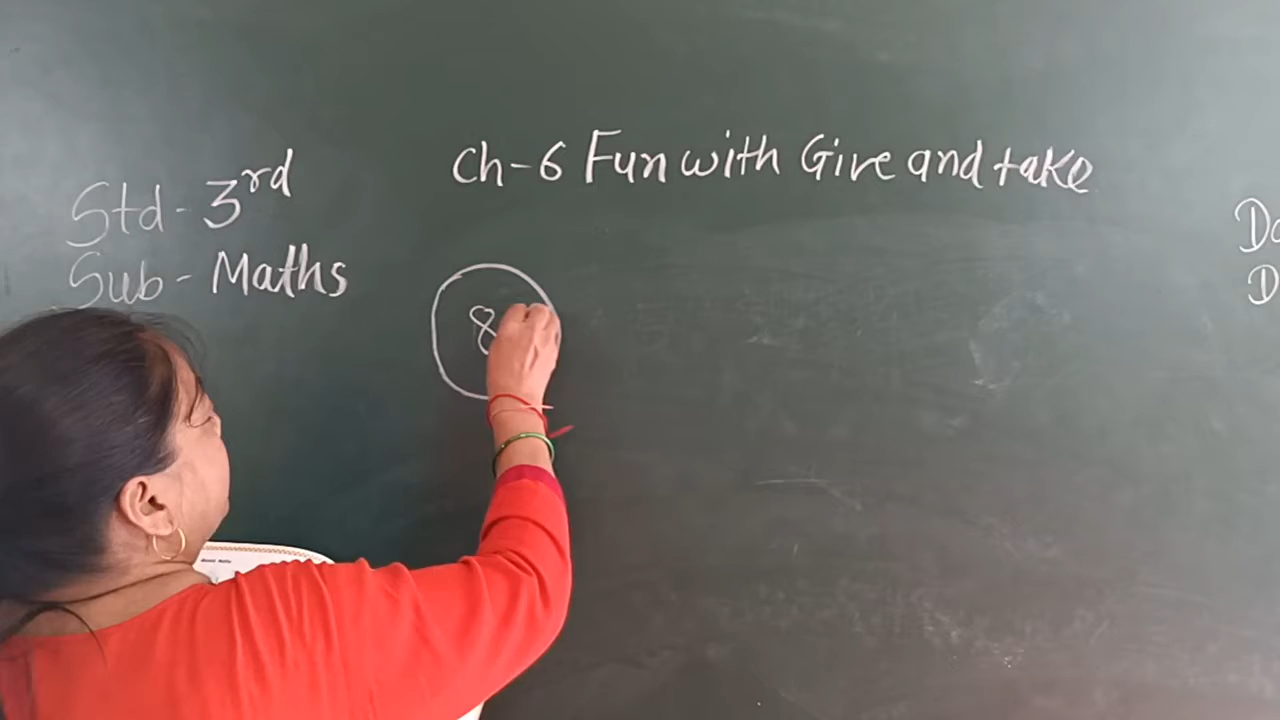 Ch-6 Fun with Give and take
Std- 3rd
Sub- Maths
8